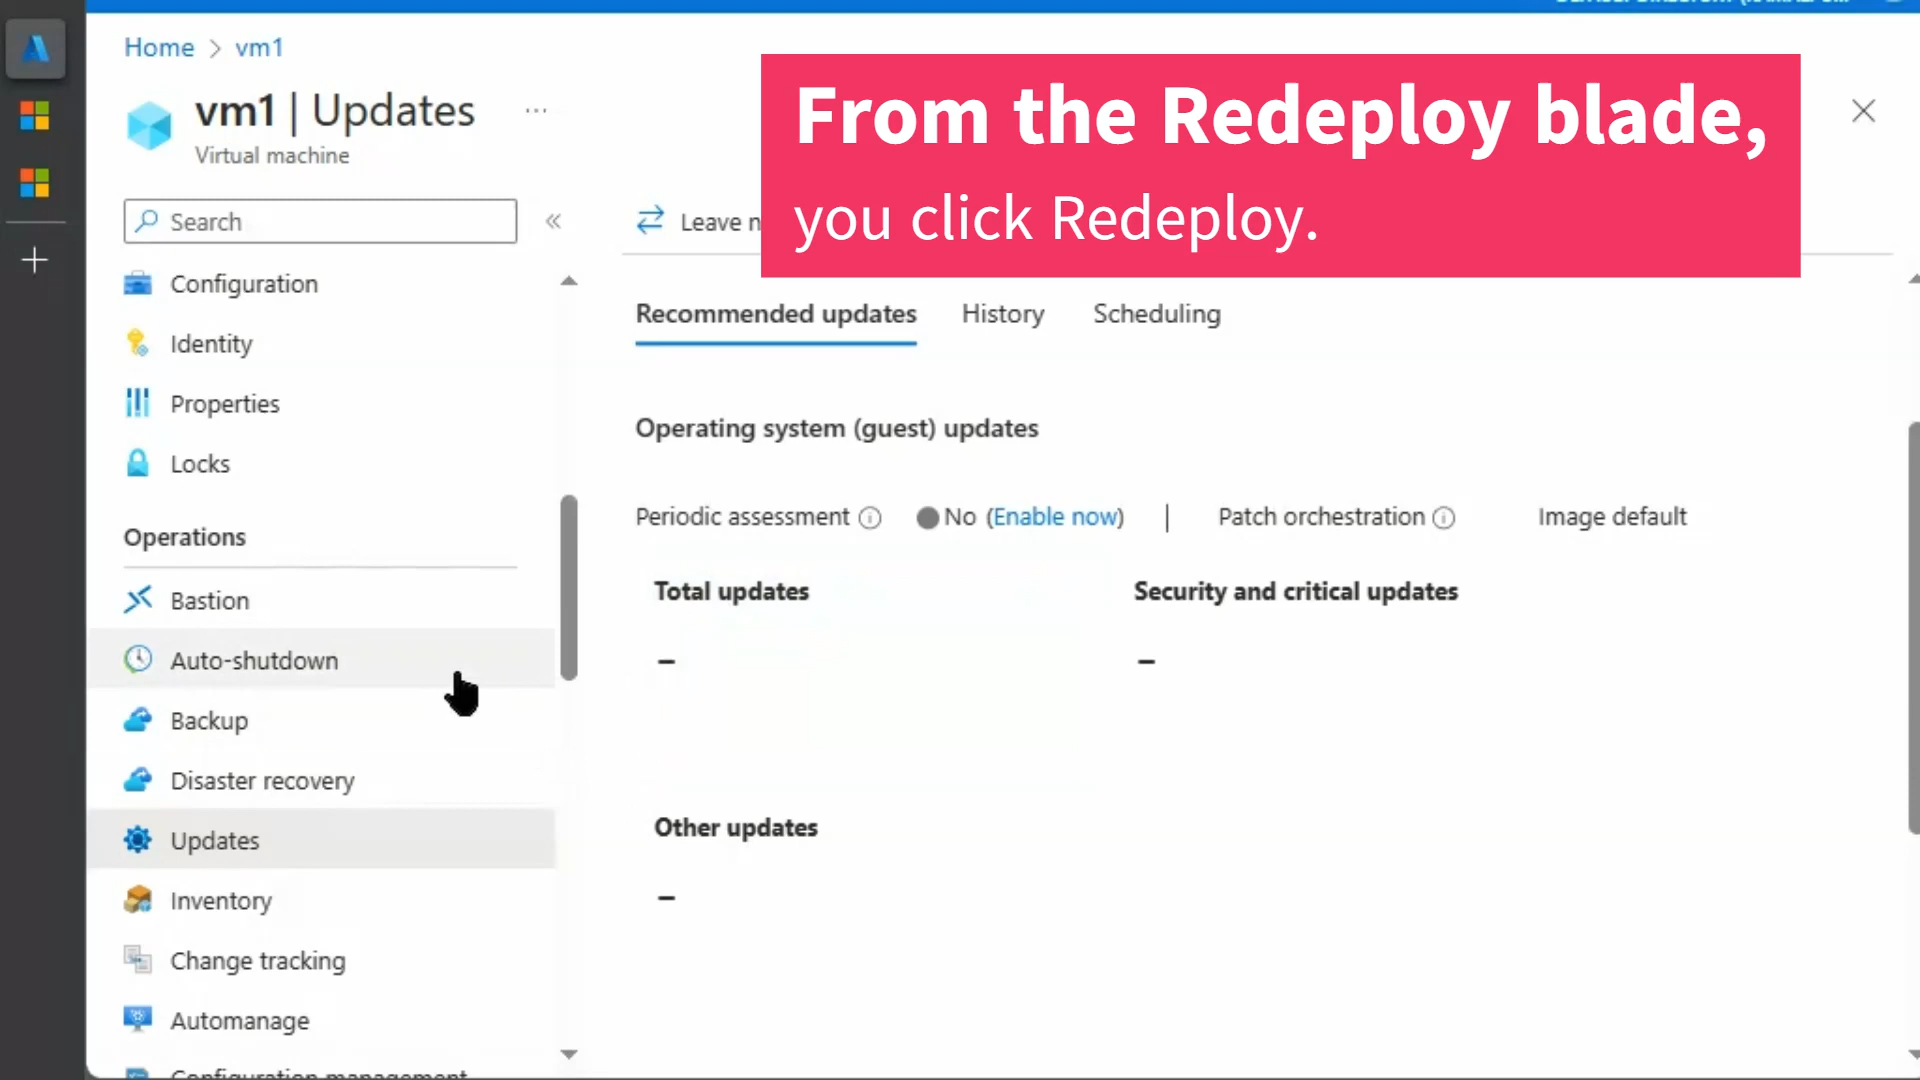 Home > vm1
vm1 | Updates ...
Virtual machine
From the Redeploy blade,
you click Redeploy.
Search
«
Leave n
Configuration
Identity
Properties
Locks
Operations
Bastion
Auto-shutdown
Backup
Disaster recovery
Updates
Inventory
Change tracking
Automanage
Configuration management
Recommended updates
History
Scheduling
Operating system (guest) updates
Periodic assessment
No (Enable now)
|
Patch orchestration
Image default
Total updates
–
Security and critical updates
–
Other updates
–